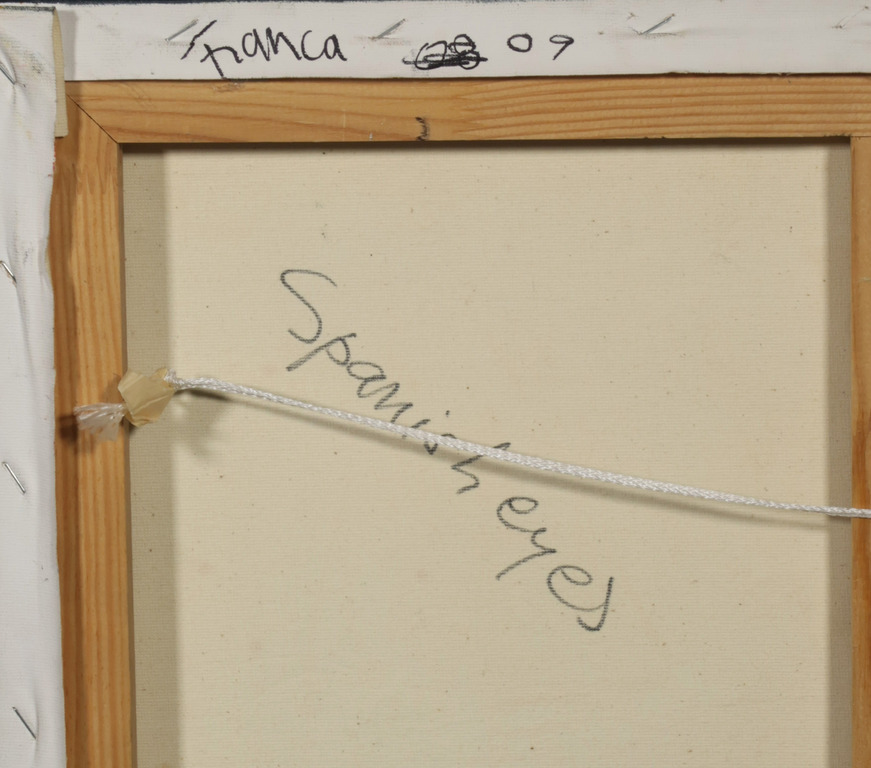 Franca 09
Spanish eyes